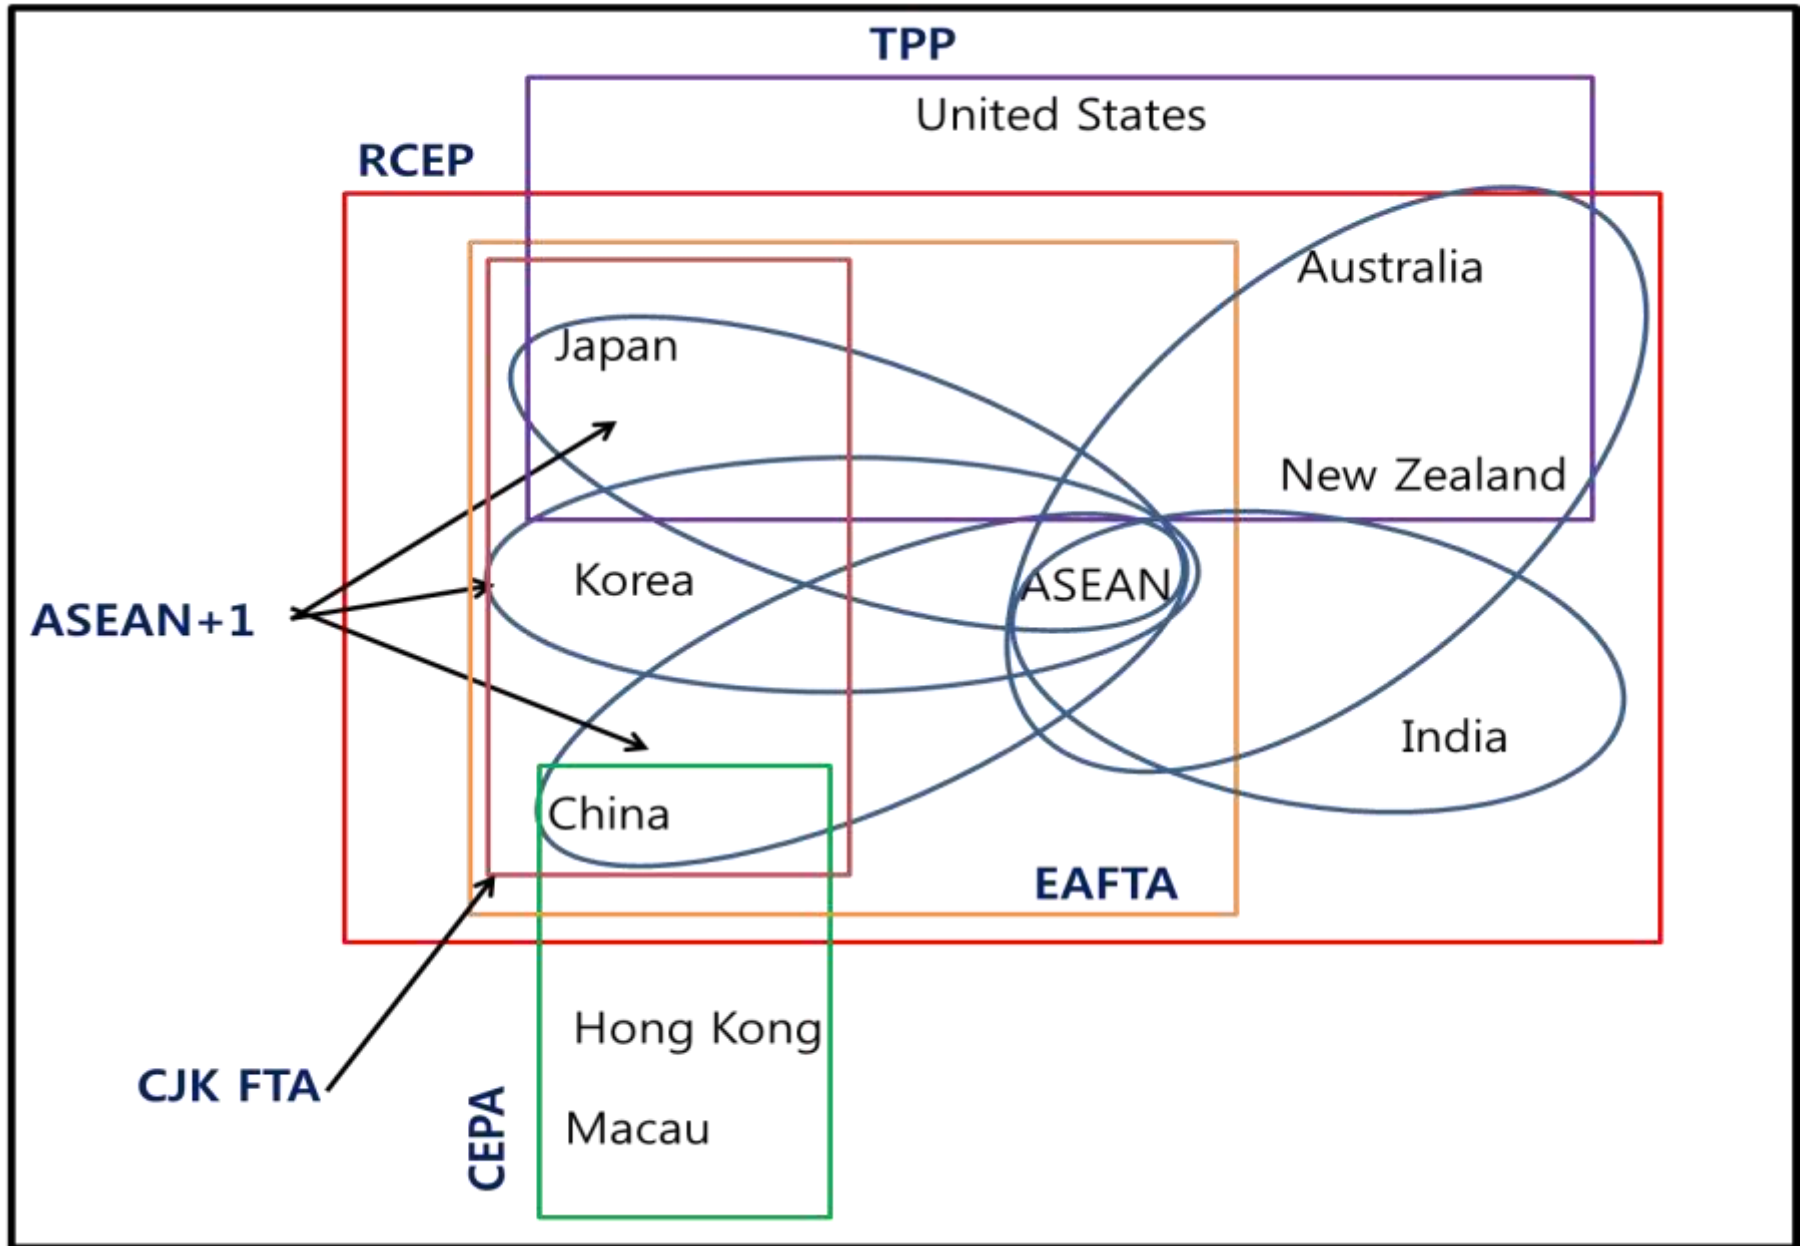 TPP
United States
RCEP
Australia
Japan
New Zealand
Korea
ASEAN
ASEAN+1
India
China
EAFTA
Hong Kong
CJK FTA
CEPA
Macau